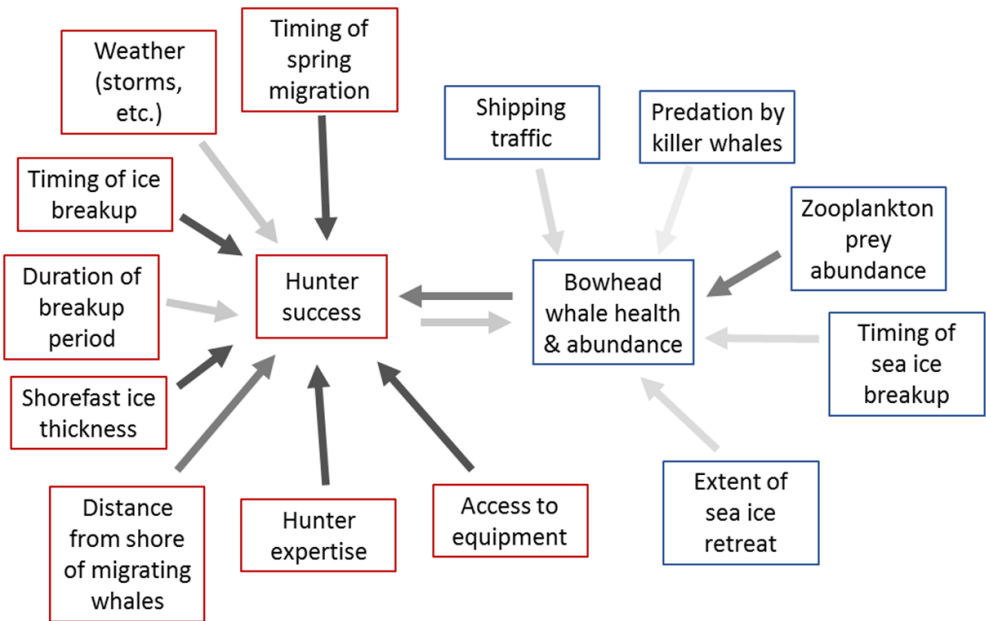 Weather
(storms,
etc.)
Timing of
spring
migration
Shipping
traffic
Predation by
killer whales
Timing of ice
breakup
Zooplankton
prey
abundance
Duration of
breakup
period
Hunter
success
Bowhead
whale health
& abundance
Timing of
sea ice
breakup
Shorefast ice
thickness
Distance
from shore
of migrating
whales
Hunter
expertise
Access to
equipment
Extent of
sea ice
retreat